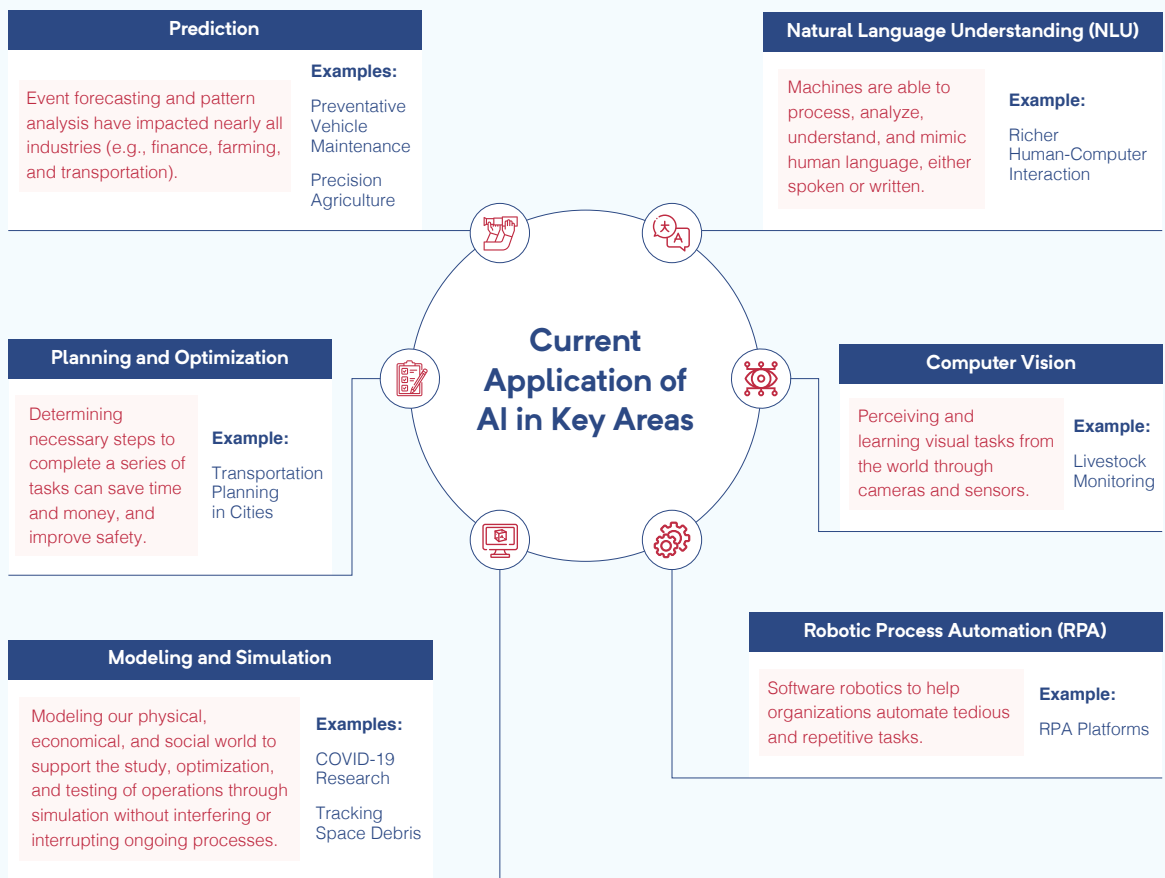 Prediction
Event forecasting and pattern
analysis have impacted nearly all
industries (e.g., finance, farming,
and transportation).
Examples:
Preventative
Vehicle
Maintenance
Precision
Agriculture
Natural Language Understanding (NLU)
Machines are able to
process, analyze,
understand, and mimic
human language, either
spoken or written.
Example:
Richer
Human-Computer
Interaction
A
Current
Application of
AI in Key Areas
Planning and Optimization
Determining
necessary steps to
complete a series of
tasks can save time
and money, and
improve safety.
Example:
Transportation
Planning
in Cities
Computer Vision
Perceiving and
learning visual tasks from
the world through
cameras and sensors.
Example:
Livestock
Monitoring
Modeling and Simulation
Modeling our physical,
economical, and social world to
support the study, optimization,
and testing of operations through
simulation without interfering or
interrupting ongoing processes.
Examples:
COVID-19
Research
Tracking
Space Debris
Robotic Process Automation (RPA)
Software robotics to help
organizations automate tedious
and repetitive tasks.
Example:
RPA Platforms